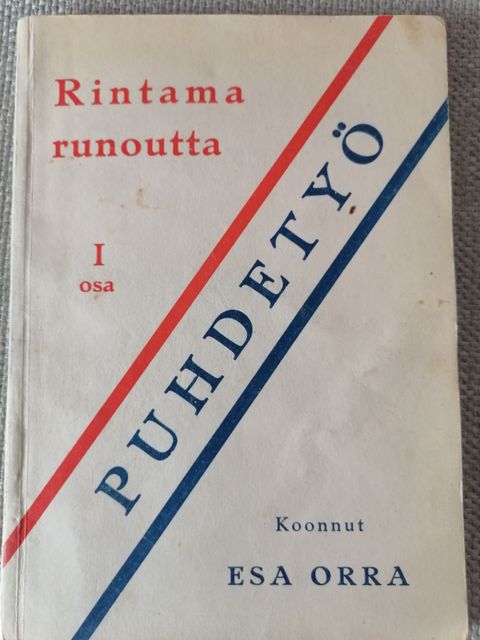 Rintama
runoutta
I
osa
PUHDETYÖ
Koonnut
ESA ORRA